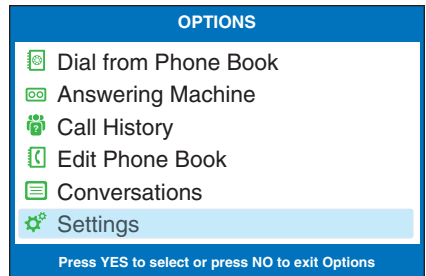 OPTIONS
Dial from Phone Book
Answering Machine
Call History
Edit Phone Book
Conversations
Settings
Press YES to select or press NO to exit Options